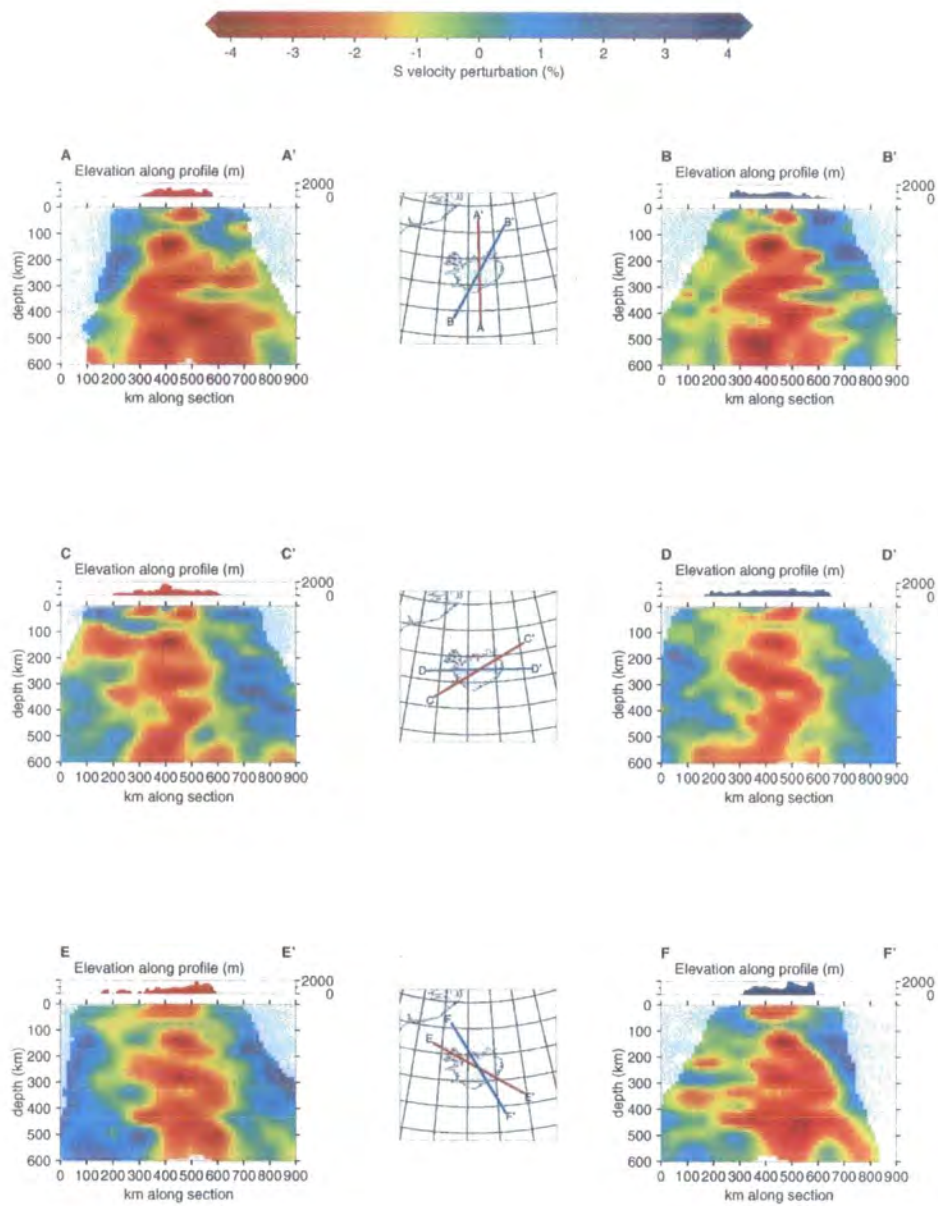 -4 -3 -2 -1 0 1 2 3 4
S velocity perturbation (%)
A A'
Elevation along profile (m)
2000
0
0
100
200
300
400
500
600
depth (km)
0 100 200 300 400 500 600 700 800 900
km along section
A'
B'
B
A
B B'
Elevation along profile (m)
2000
0
0
100
200
300
400
500
600
depth (km)
0 100 200 300 400 500 600 700 800 900
km along section
C C'
Elevation along profile (m)
2000
0
0
100
200
300
400
500
600
depth (km)
0 100 200 300 400 500 600 700 800 900
km along section
C'
D D'
C
D D'
Elevation along profile (m)
2000
0
0
100
200
300
400
500
600
depth (km)
0 100 200 300 400 500 600 700 800 900
km along section
E E'
Elevation along profile (m)
2000
0
0
100
200
300
400
500
600
depth (km)
0 100 200 300 400 500 600 700 800 900
km along section
F
E
E'
F'
F F'
Elevation along profile (m)
2000
0
0
100
200
300
400
500
600
depth (km)
0 100 200 300 400 500 600 700 800 900
km along section